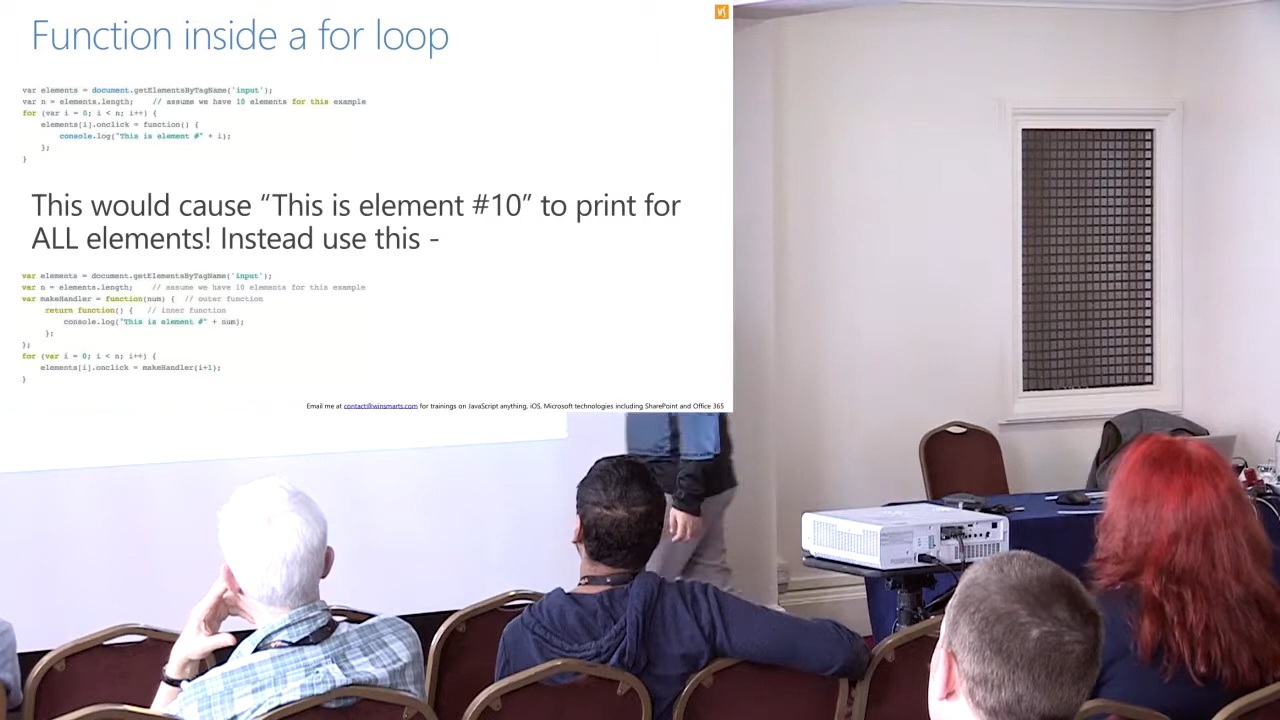 Function inside a for loop
var elements = document.getElementsByTagName('input');
var n = elements.length;    // assume we have 10 elements for this example
for (var i = 0; i < n; i++) {
    elements[i].onclick = function() {
        console.log("This is element #" + i);
    };
}
This would cause “This is element #10” to print for
ALL elements! Instead use this -
var elements = document.getElementsByTagName('input');
var n = elements.length;    // assume we have 10 elements for this example
var makeHandler = function(num) {  // outer function
     return function() {   // inner function
         console.log("This is element #" + num);
     };
};
for (var i = 0; i < n; i++) {
    elements[i].onclick = makeHandler(i+1);
}
Email me at contact@winsmarts.com for trainings on JavaScript anything, iOS, Microsoft technologies including SharePoint and Office 365